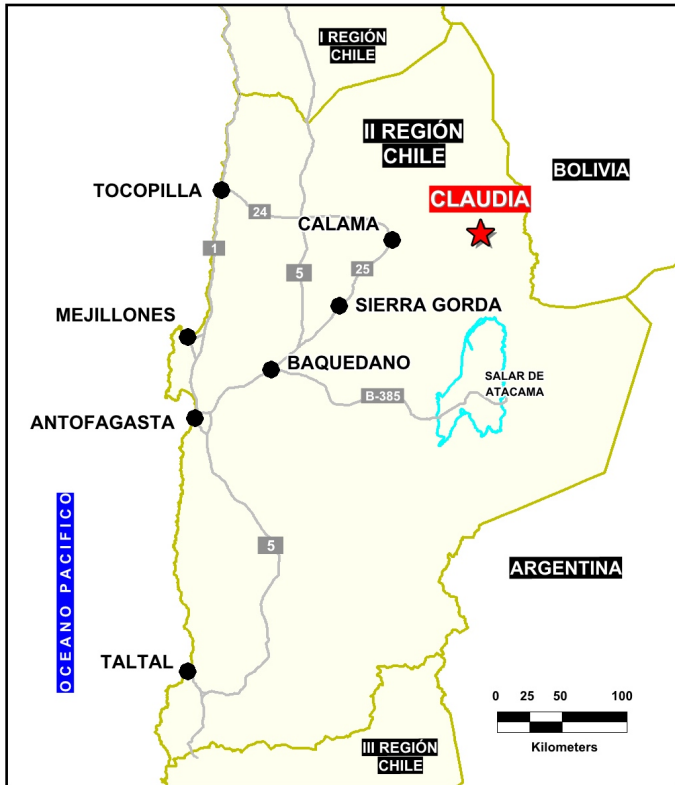 I REGIÓN
CHILE
II REGIÓN
CHILE
BOLIVIA
TOCOPILLA
CLAUDIA
24
CALAMA
1
5
25
MEJILLONES
SIERRA GORDA
BAQUEDANO
SALAR DE
ATACAMA
B-385
ANTOFAGASTA
OCEANO PACIFICO
5
ARGENTINA
TALTAL
0 25 50 100
Kilometers
III REGIÓN
CHILE